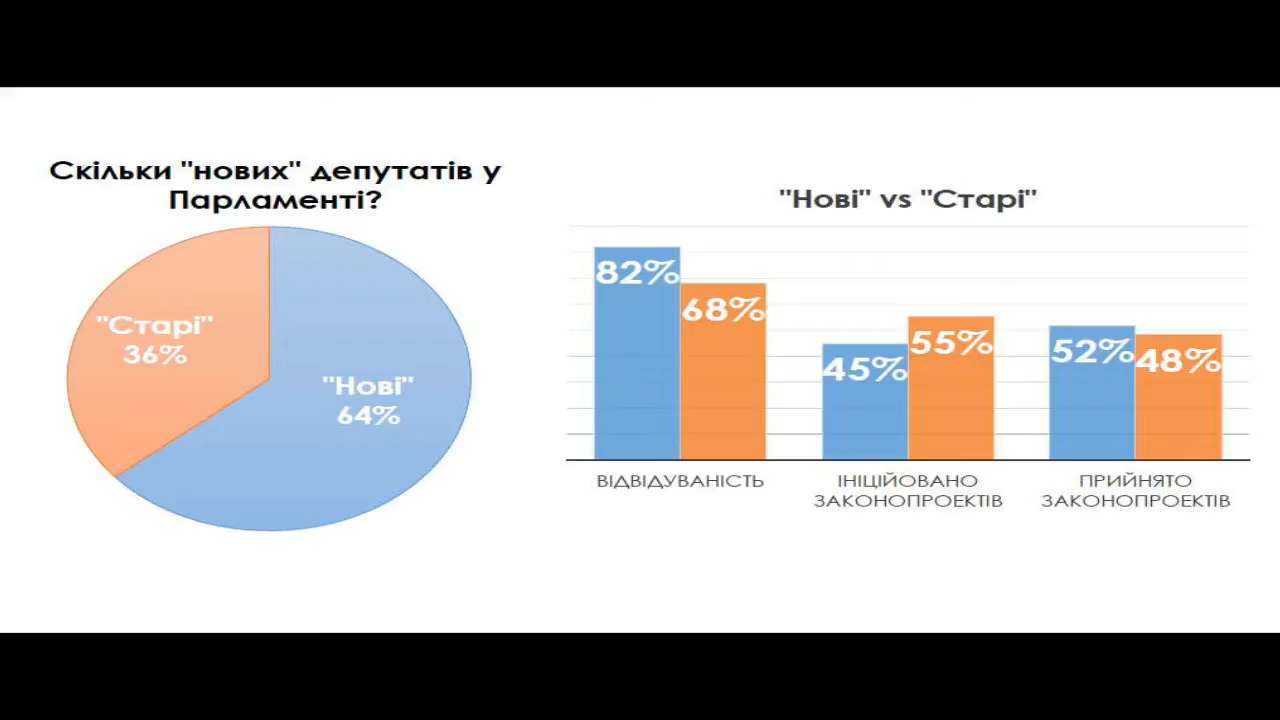 Скільки "нових" депутатів у
Парламенті?
"Старі"
36%
"Нові"
64%
"Нові" vs "Старі"
82%
68%
45%
55%
52%
48%
ВІДВІДУВАНІСТЬ
ІНІЦІЙОВАНО
ЗАКОНОПРОЕКТІВ
ПРИЙНЯТО
ЗАКОНОПРОЕКТІВ